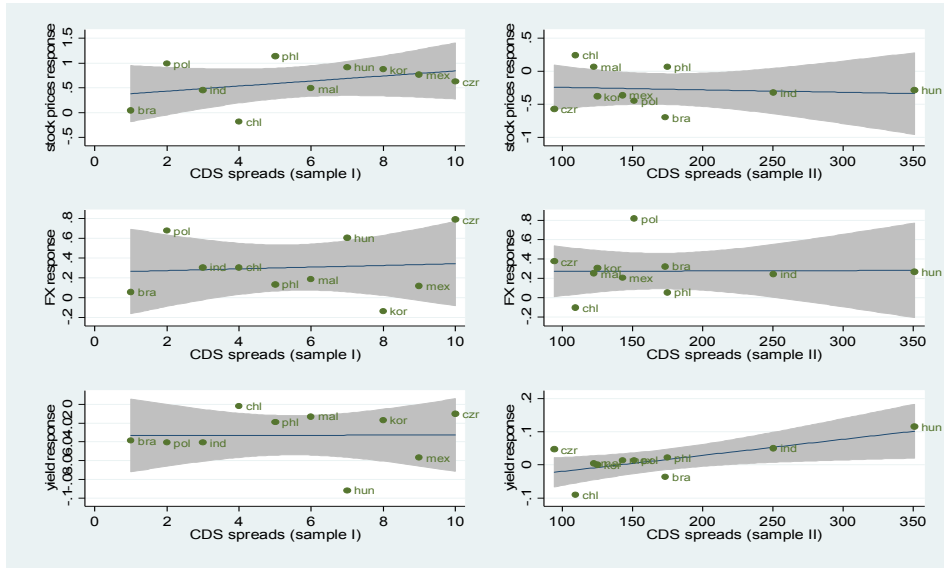 stock prices response
-.5 0 .5 1 1.5
bra
pol
ind
chl
phl
mal
hun
kor
mex
czr
0 2 4 6 8 10
CDS spreads (sample I)
stock prices response
-1 -.5 0 .5
czr
chl
mal
kor
mex
pol
phl
bra
ind
hun
100 150 200 250 300 350
CDS spreads (sample II)
FX response
-.2 0 .2 .4 .6 .8
bra
pol
ind
chl
phl
mal
hun
kor
mex
czr
0 2 4 6 8 10
CDS spreads (sample I)
FX response
-.2 0 .2 .4 .6 .8
czr
chl
mal
kor
mex
pol
bra
phl
ind
hun
100 150 200 250 300 350
CDS spreads (sample II)
yield response
-.1-.08-.06-.04-.02 0
bra
pol
ind
chl
phl
mal
hun
kor
mex
czr
0 2 4 6 8 10
CDS spreads (sample I)
yield response
-.1 0 .1 .2
czr
chl
kor
pol
phl
bra
ind
hun
100 150 200 250 300 350
CDS spreads (sample II)